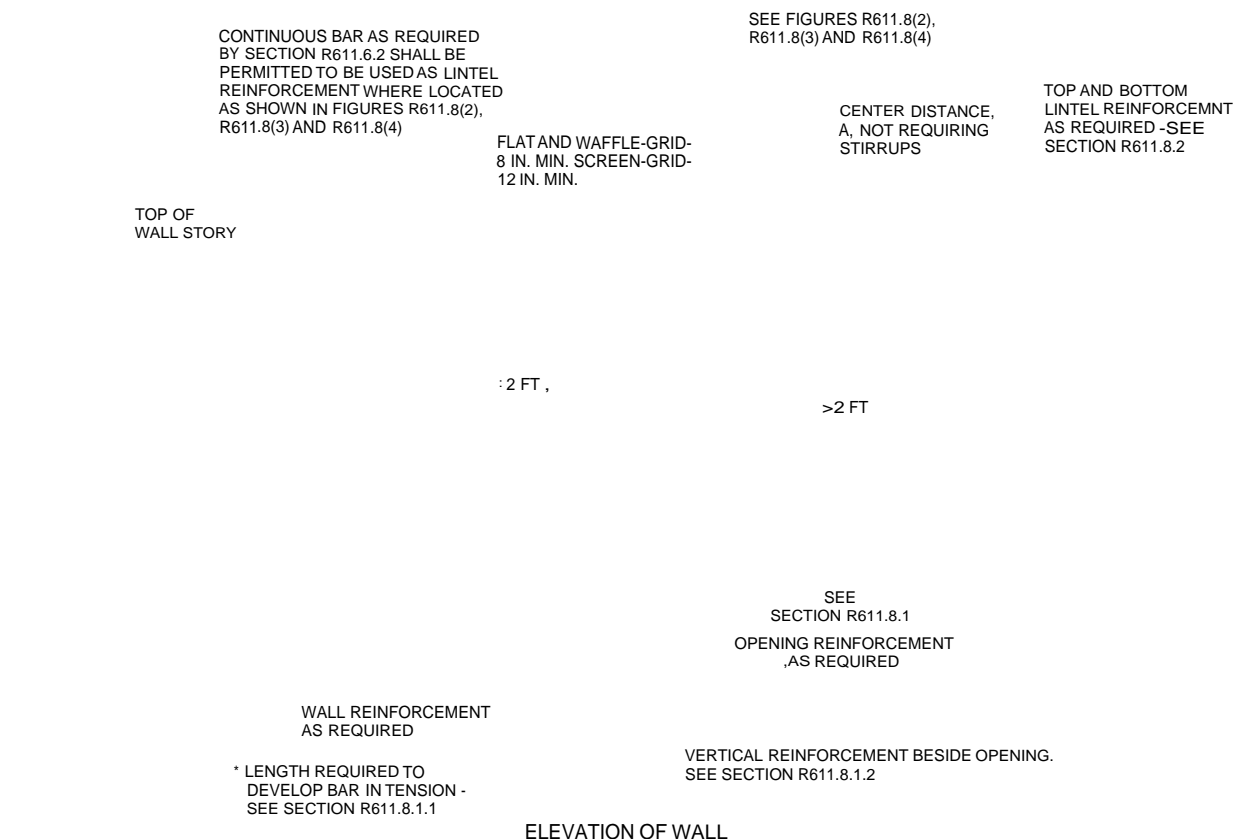 CONTINUOUS BAR AS REQUIRED
BY SECTION R611.6.2 SHALL BE
PERMITTED TO BE USED AS LINTEL
REINFORCEMENT WHERE LOCATED
AS SHOWN IN FIGURES R611.8(2),
R611.8(3) AND R611.8(4)
SEE FIGURES R611.8(2),
R611.8(3) AND R611.8(4)
FLAT AND WAFFLE-GRID-
8 IN. MIN. SCREEN-GRID-
12 IN. MIN.
CENTER DISTANCE,
A, NOT REQUIRING
STIRRUPS
TOP AND BOTTOM
LINTEL REINFORCEMNT
AS REQUIRED -SEE
SECTION R611.8.2
TOP OF
WALL STORY
: 2 FT ,
>2 FT
SEE
SECTION R611.8.1
OPENING REINFORCEMENT
,AS REQUIRED
WALL REINFORCEMENT
AS REQUIRED
* LENGTH REQUIRED TO
DEVELOP BAR IN TENSION -
SEE SECTION R611.8.1.1
VERTICAL REINFORCEMENT BESIDE OPENING.
SEE SECTION R611.8.1.2
ELEVATION OF WALL